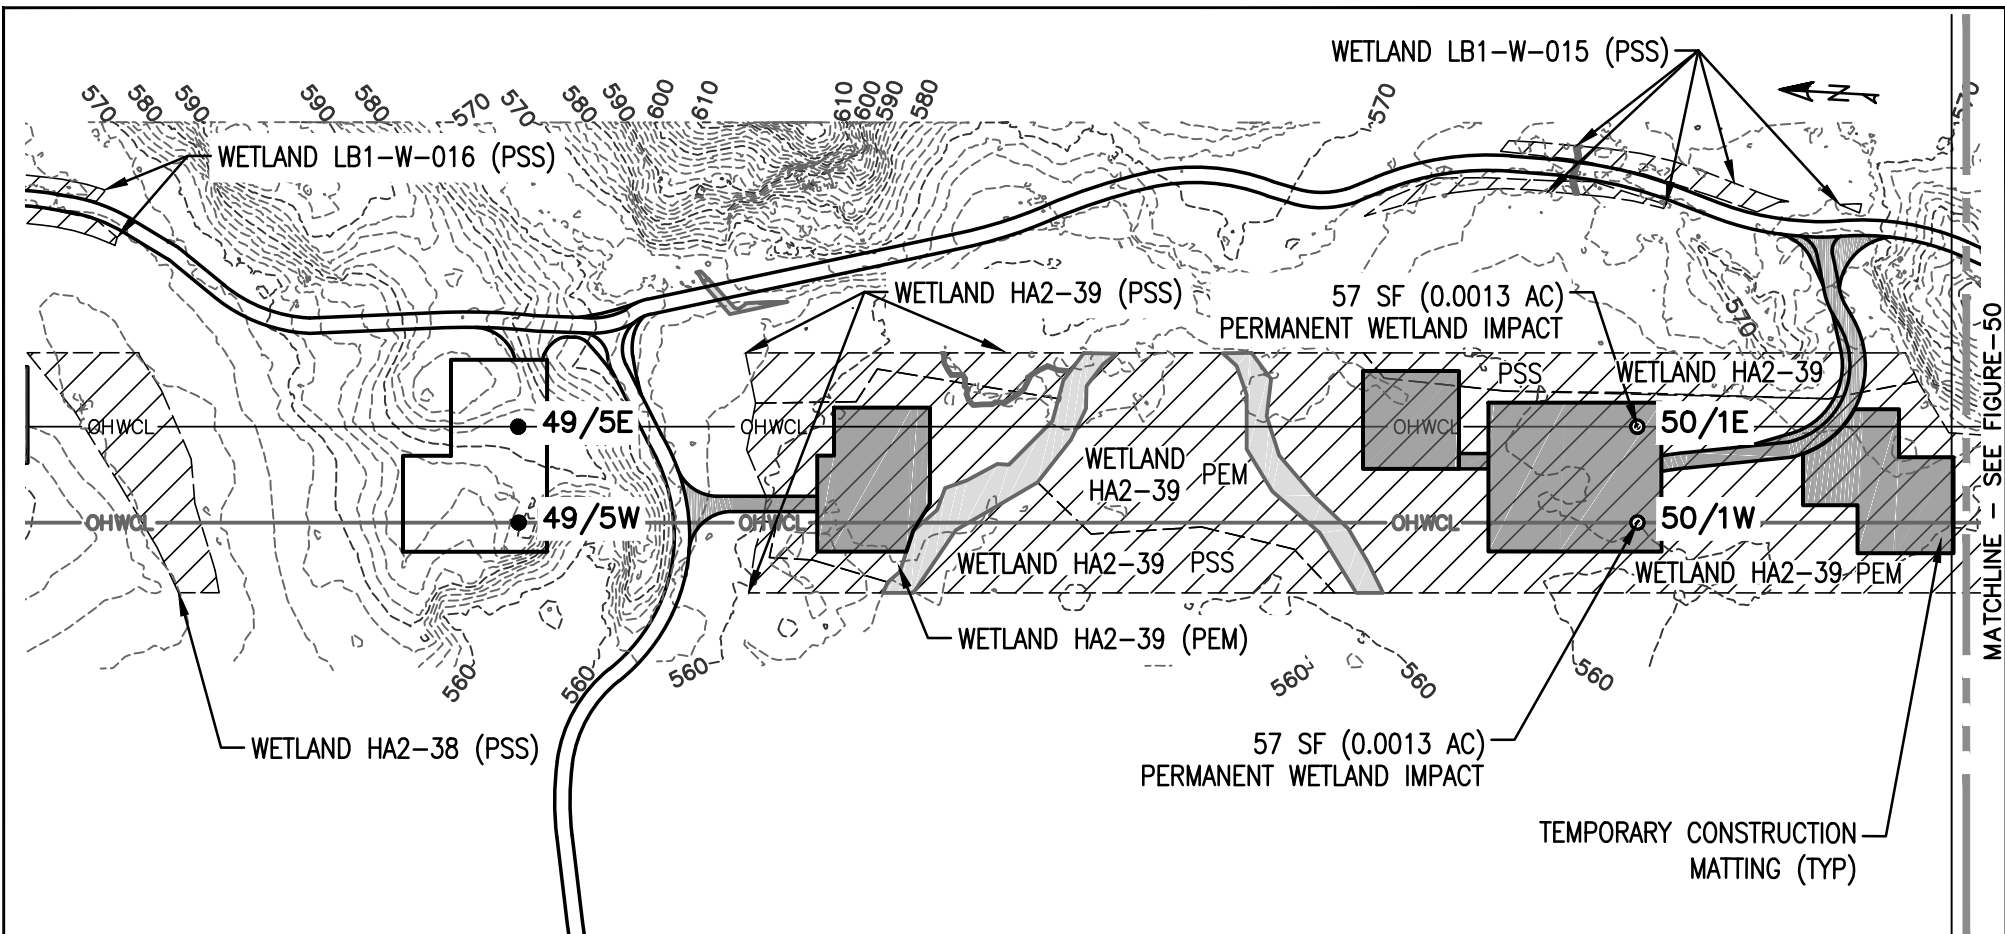 WETLAND LB1-W-015 (PSS)
N
570 580 590 590 580 570 570 580 590 600 610 610 600 590 580 570 570
WETLAND LB1-W-016 (PSS)
WETLAND HA2-39 (PSS)
57 SF (0.0013 AC)
PERMANENT WETLAND IMPACT
570
PSS
WETLAND HA2-39
OHWCL
49/5E
OHWCL
OHWCL
50/1E
WETLAND
HA2-39
PEM
OHWCL
49/5W
OHWCL
OHWCL
50/1W
WETLAND HA2-39 PSS
WETLAND HA2-39 PEM
WETLAND HA2-39 (PEM)
560 560 560 560 560 560
WETLAND HA2-38 (PSS)
57 SF (0.0013 AC)
PERMANENT WETLAND IMPACT
TEMPORARY CONSTRUCTION
MATTING (TYP)
MATCHLINE - SEE FIGURE-50